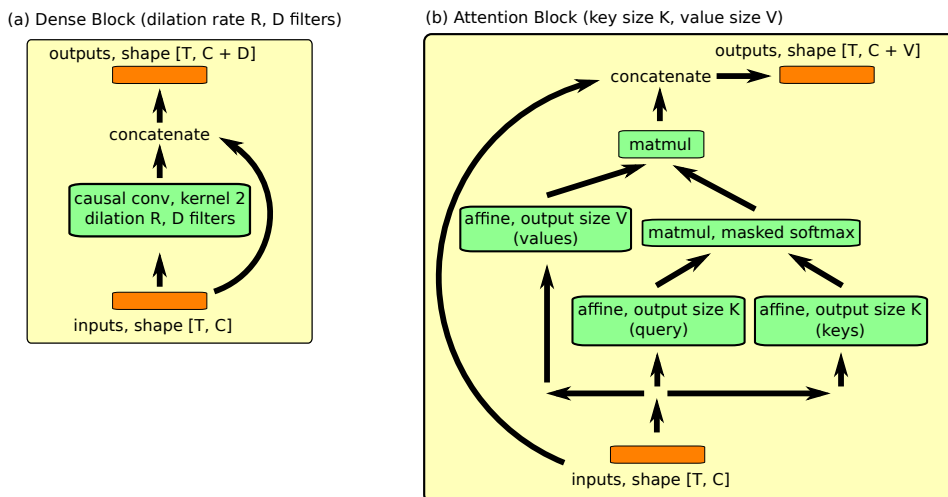 (a) Dense Block (dilation rate R, D filters)
outputs, shape [T, C + D]
concatenate
causal conv, kernel 2
dilation R, D filters
inputs, shape [T, C]
(b) Attention Block (key size K, value size V)
outputs, shape [T, C + V]
concatenate
matmul
affine, output size V
(values)
matmul, masked softmax
affine, output size K
(query)
affine, output size K
(keys)
inputs, shape [T, C]